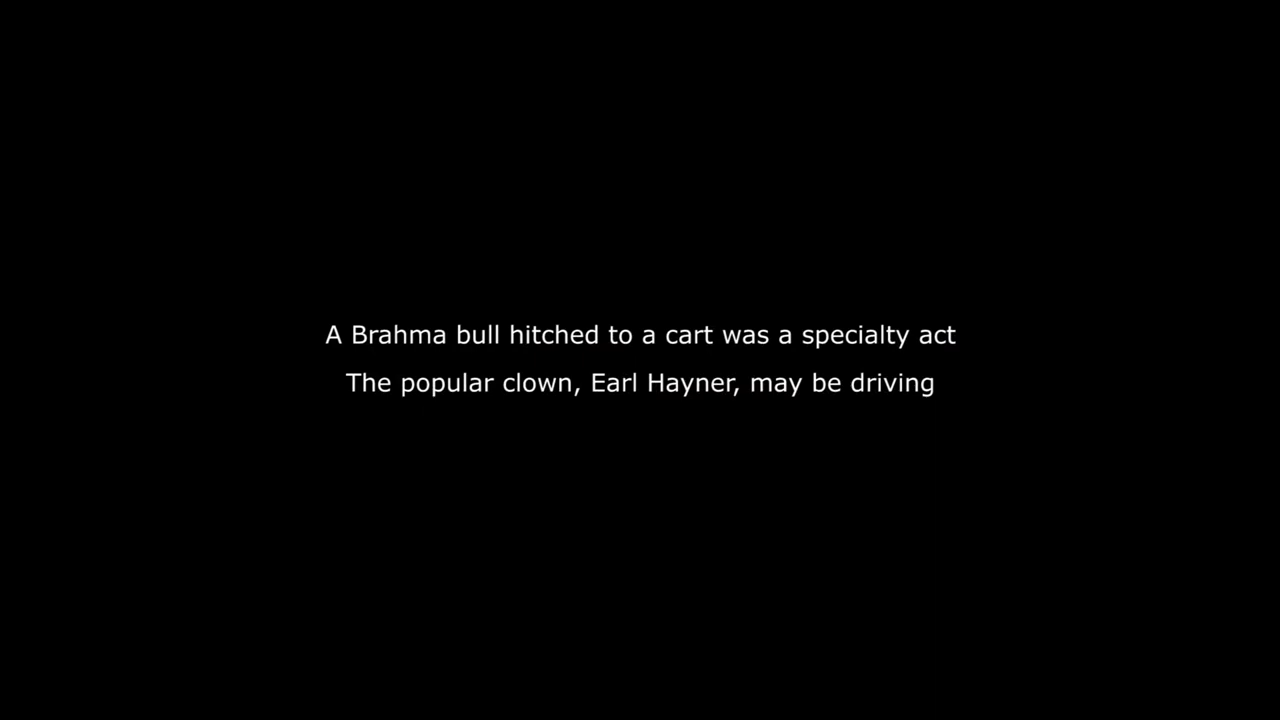 A Brahma bull hitched to a cart was a specialty act
The popular clown, Earl Hayner, may be driving